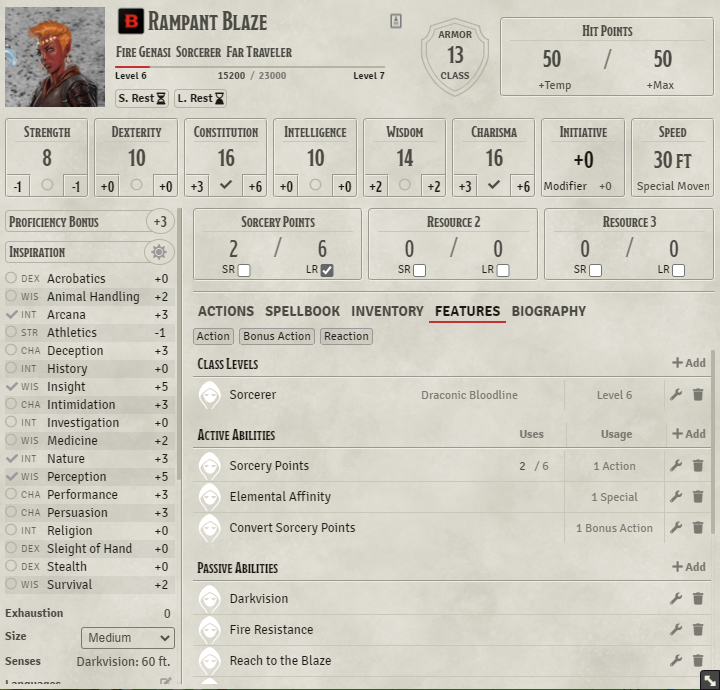 B Rampant Blaze
Fire Genasi Sorcerer Far Traveler
Level 6 15200 / 23000 Level 7
S. Rest L. Rest
ARMOR
13
CLASS
Hit Points
50 / 50
+Temp +Max
Strength
8
-1 -1
Dexterity
10
+0 +0
Constitution
16
+3 +6
Intelligence
10
+0 +0
Wisdom
14
+2 +2
Charisma
16
+3 +6
Initiative
+0
Modifier +0
Speed
30 ft
Special Movem
Proficiency Bonus +3
Inspiration
DEX Acrobatics +0
WIS Animal Handling +2
INT Arcana +3
STR Athletics -1
CHA Deception +3
INT History +0
WIS Insight +5
CHA Intimidation +3
INT Investigation +0
WIS Medicine +2
INT Nature +3
WIS Perception +5
CHA Performance +3
CHA Persuasion +3
INT Religion +0
DEX Sleight of Hand +0
DEX Stealth +0
WIS Survival +2
Exhaustion 0
Size Medium
Senses Darkvision: 60 ft.
Languages
Sorcery Points
2 / 6
SR LR
Resource 2
0 / 0
SR LR
Resource 3
0 / 0
SR LR
ACTIONS SPELLBOOK INVENTORY FEATURES BIOGRAPHY
Action Bonus Action Reaction
Class Levels +Add
Sorcerer Draconic Bloodline Level 6
Active Abilities Uses Usage +Add
Sorcery Points 2 / 6 1 Action
Elemental Affinity 1 Special
Convert Sorcery Points 1 Bonus Action
Passive Abilities +Add
Darkvision
Fire Resistance
Reach to the Blaze